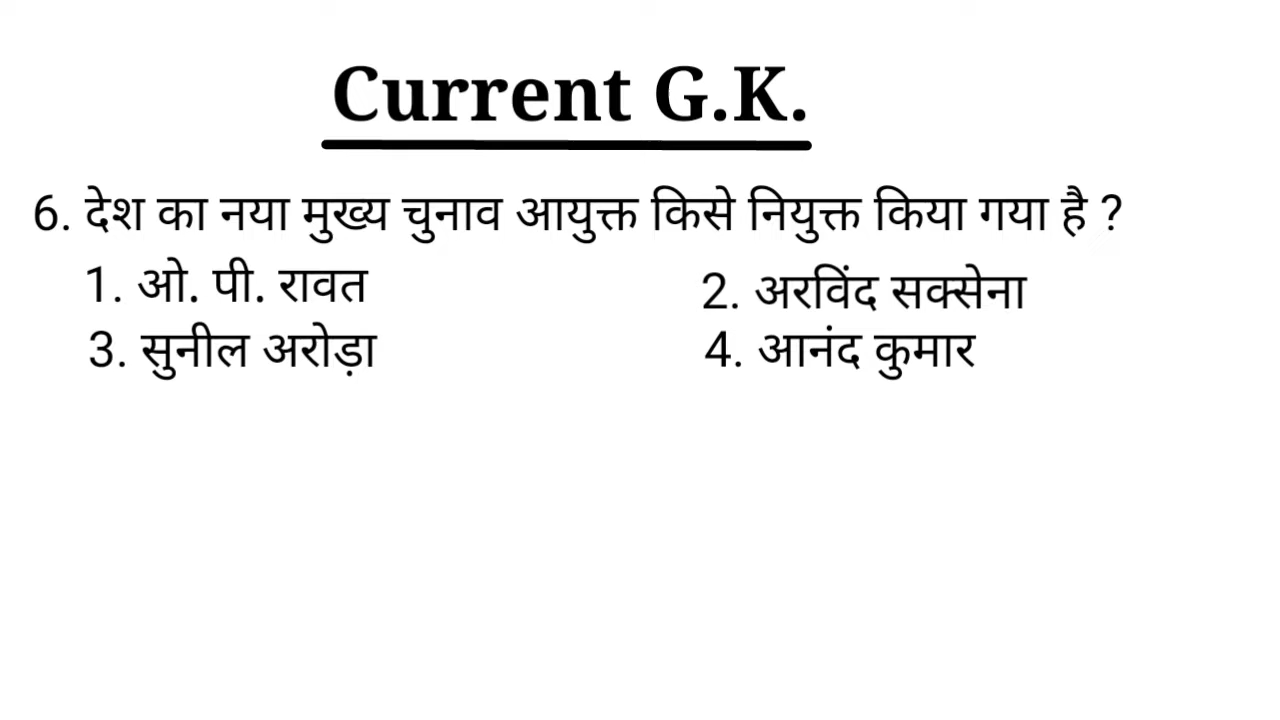 Current G.K.
6. देश का नया मुख्य चुनाव आयुक्त किसे नियुक्त किया गया है ?
1. ओ. पी. रावत 2. अरविंद सक्सेना
3. सुनील अरोड़ा 4. आनंद कुमार